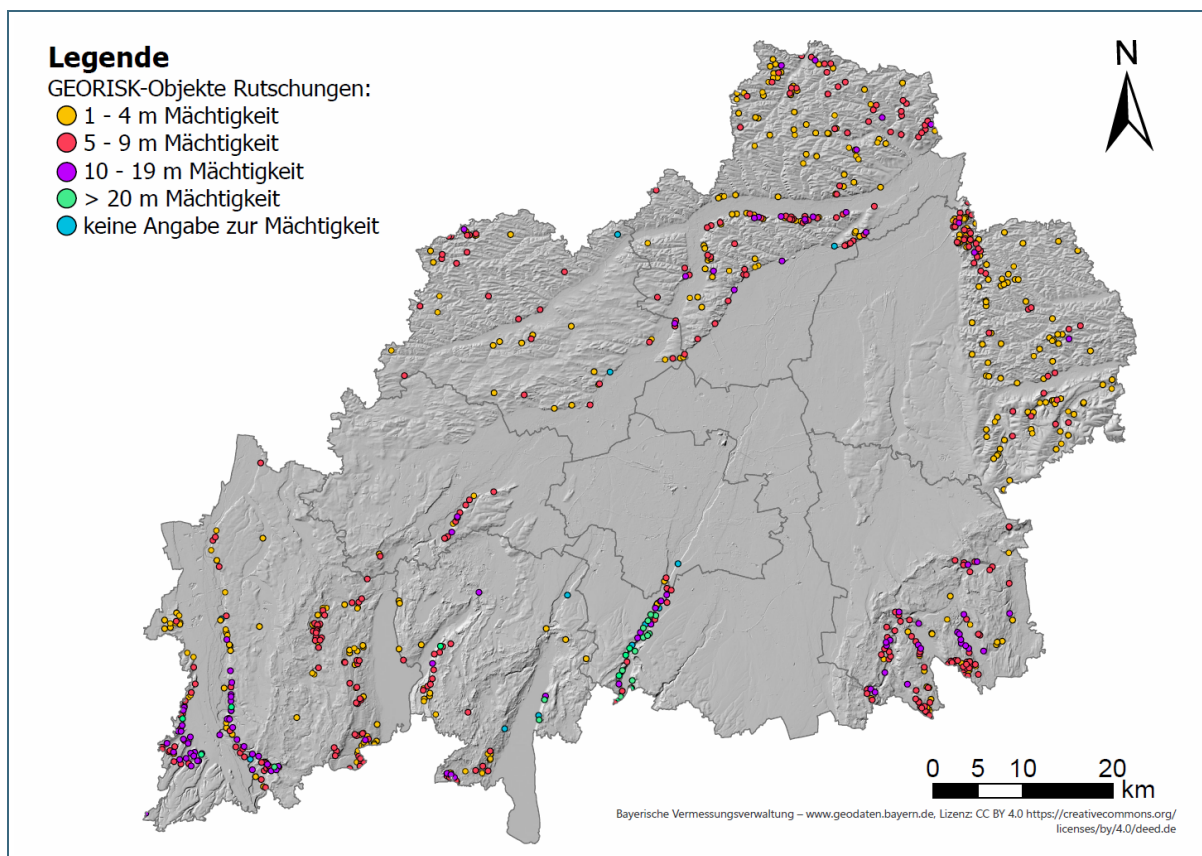 Legende
GEORISK-Objekte Rutschungen:
1 - 4 m Mächtigkeit
5 - 9 m Mächtigkeit
10 - 19 m Mächtigkeit
> 20 m Mächtigkeit
keine Angabe zur Mächtigkeit
N
0 5 10 20
km
Bayerische Vermessungsverwaltung – www.geodaten.bayern.de, Lizenz: CC BY 4.0 https://creativecommons.org/
licenses/by/4.0/deed.de